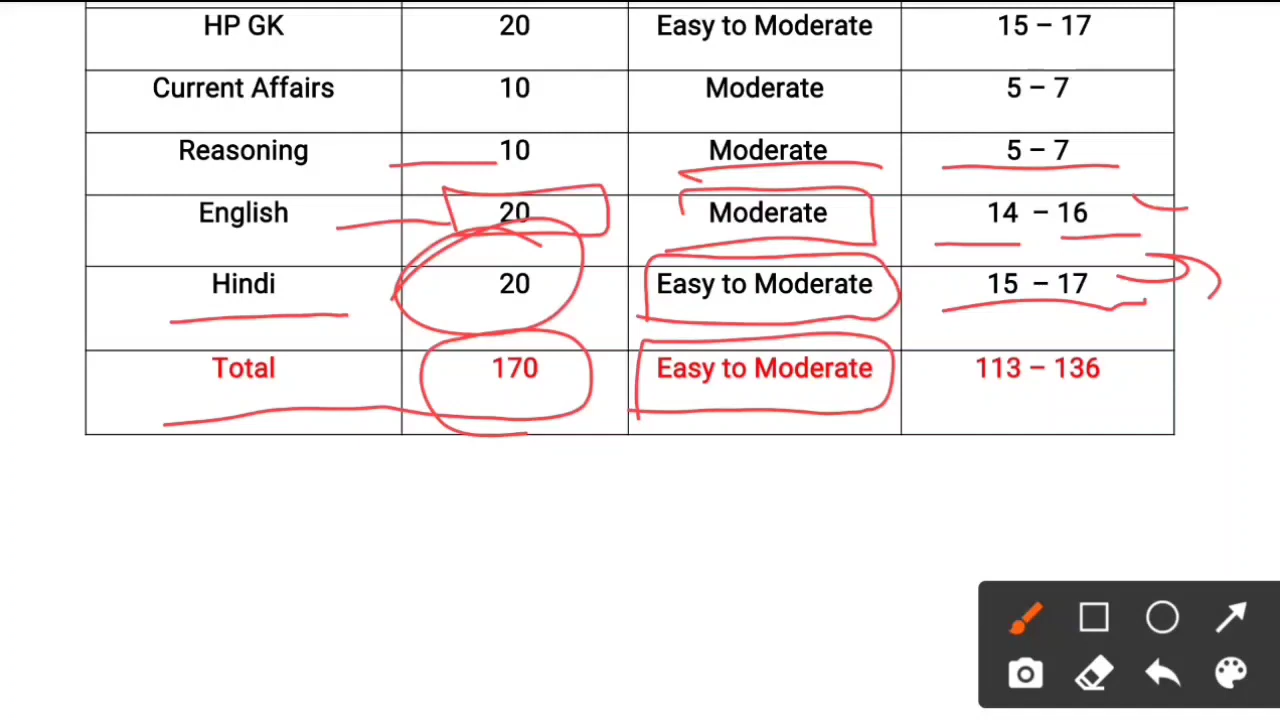 HP GK 20 Easy to Moderate 15 – 17
Current Affairs 10 Moderate 5 – 7
Reasoning 10 Moderate 5 – 7
English 20 Moderate 14 – 16
Hindi 20 Easy to Moderate 15 – 17
Total 170 Easy to Moderate 113 – 136